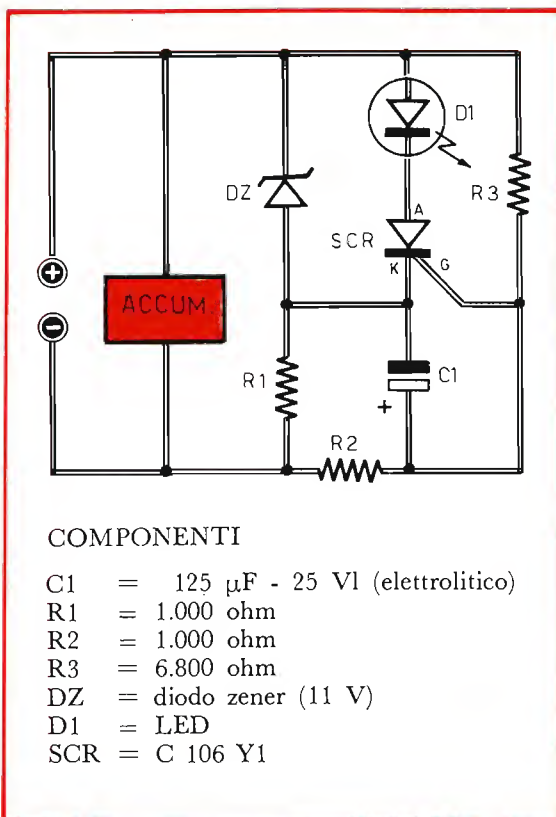 D1
DZ
R3
A
SCR
K
G
+
-
ACCUM.
R1
C1
+
R2
COMPONENTI
C1 = 125 µF - 25 Vl (elettrolitico)
R1 = 1.000 ohm
R2 = 1.000 ohm
R3 = 6.800 ohm
DZ = diodo zener (11 V)
D1 = LED
SCR = C 106 Y1